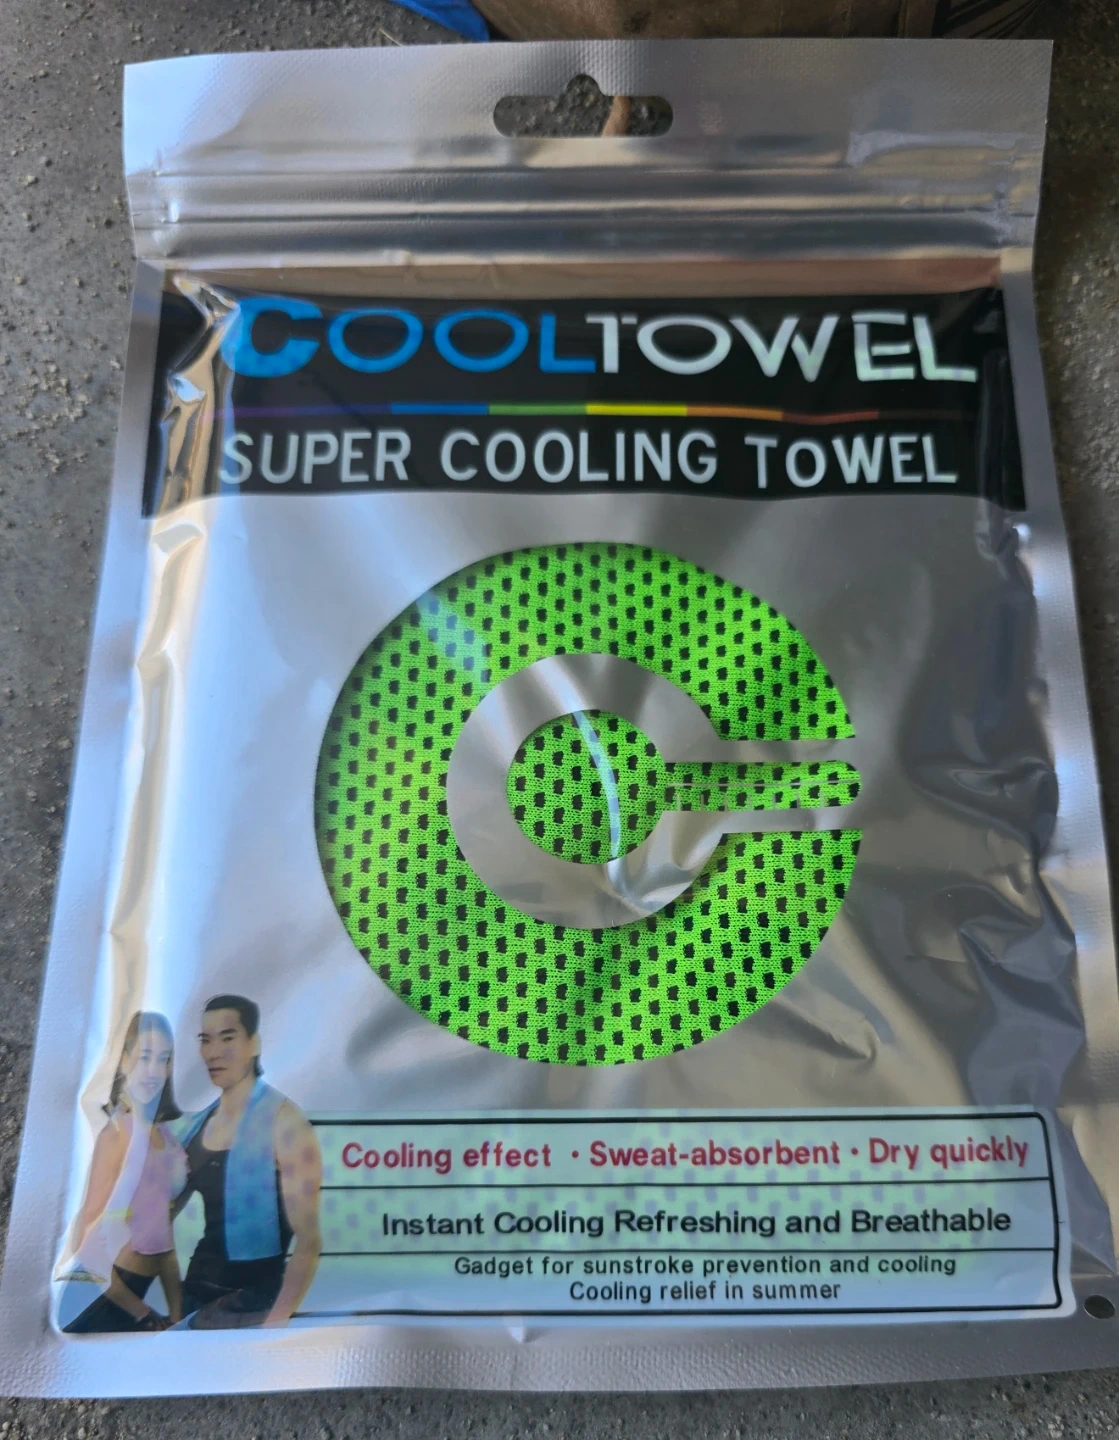 COOLTOWEL
SUPER COOLING TOWEL
Cooling effect · Sweat-absorbent · Dry quickly
Instant Cooling Refreshing and Breathable
Gadget for sunstroke prevention and cooling
Cooling relief in summer